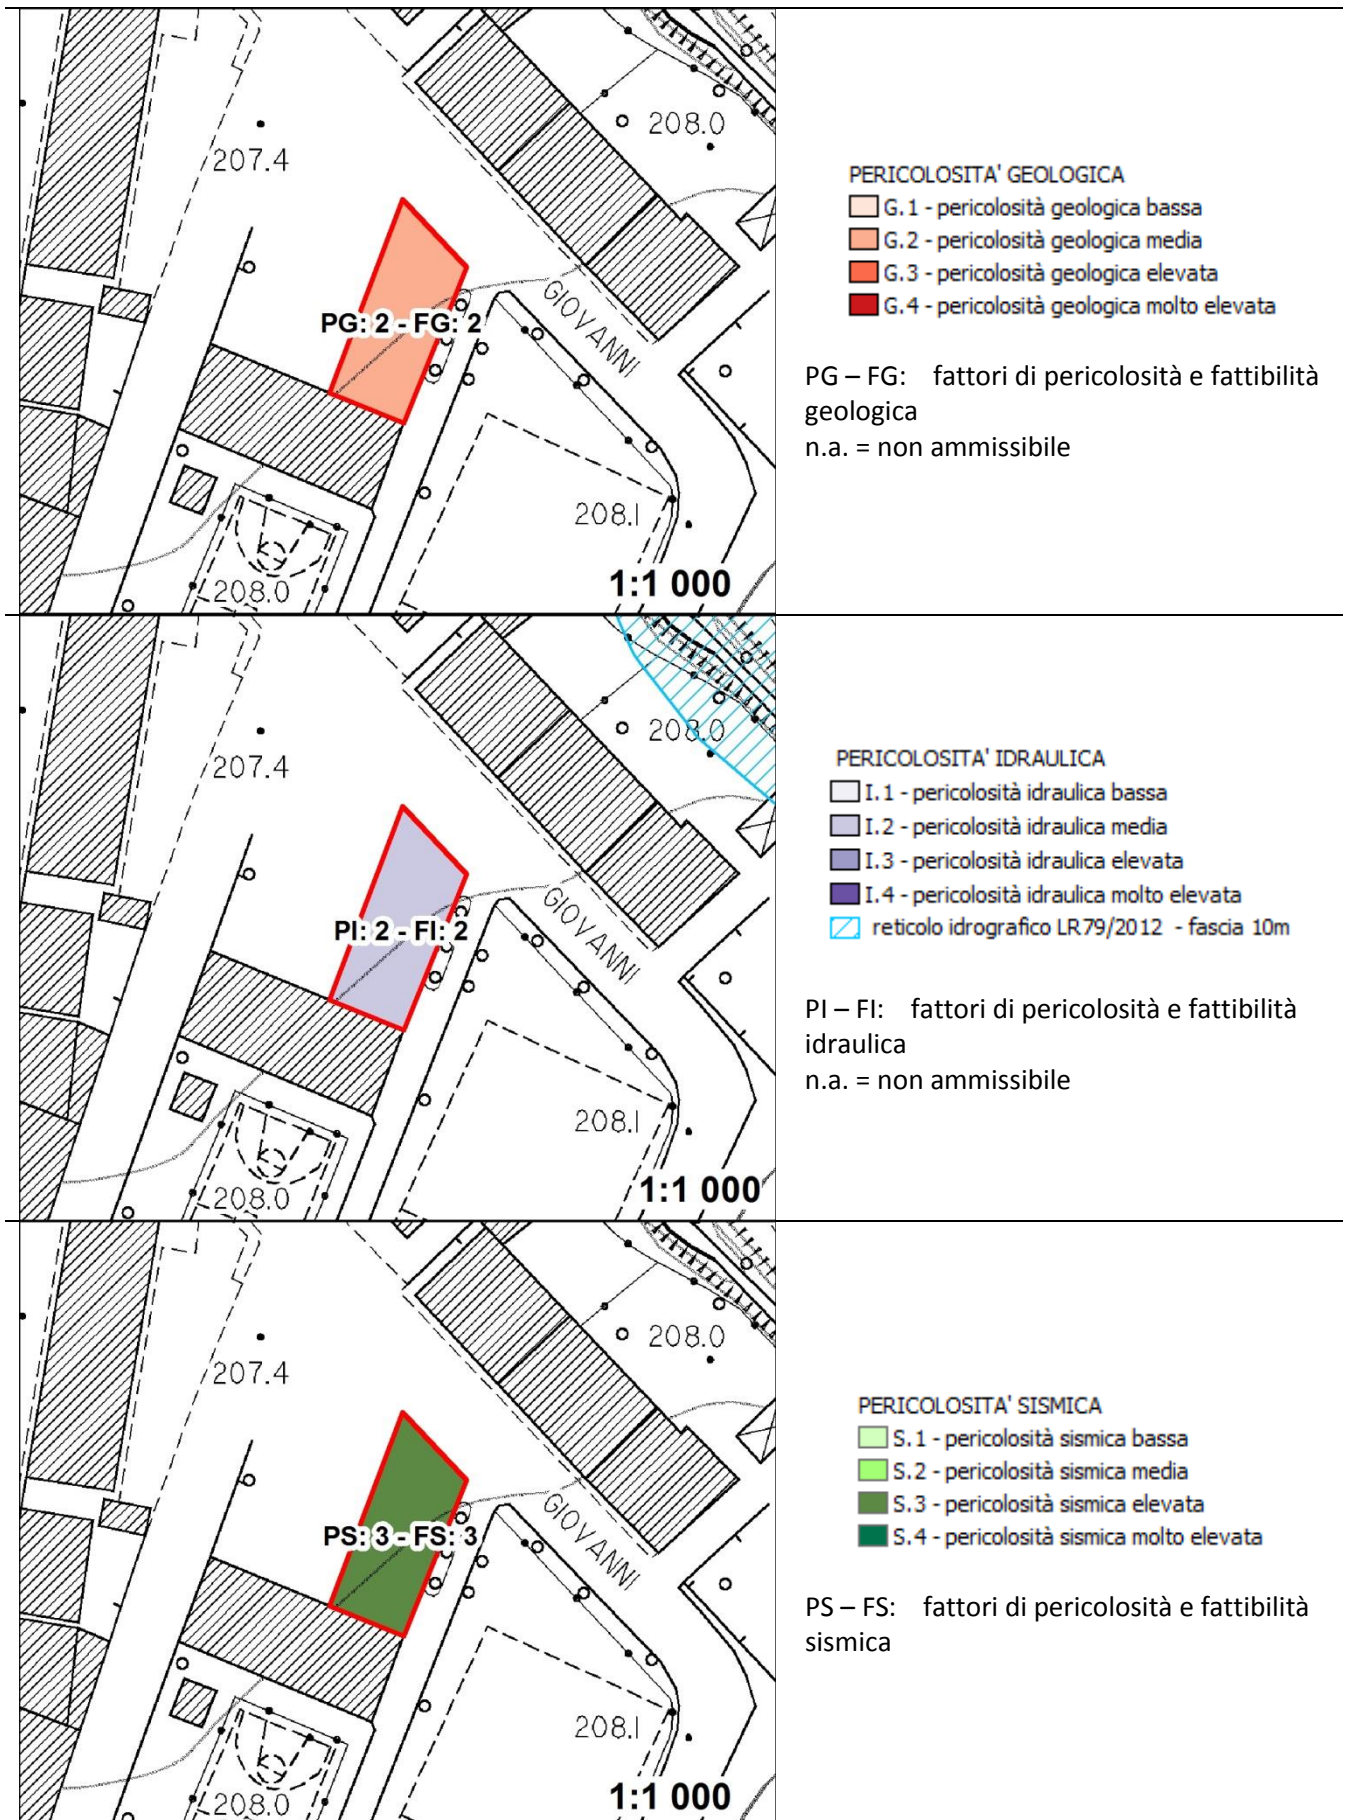 207.4
208.0
PG: 2 - FG: 2
GIOVANNI
208.1
208.0
1:1 000
PERICOLOSITA' GEOLOGICA
G.1 - pericolosità geologica bassa
G.2 - pericolosità geologica media
G.3 - pericolosità geologica elevata
G.4 - pericolosità geologica molto elevata
PG – FG: fattori di pericolosità e fattibilità
geologica
n.a. = non ammissibile
208.0
207.4
PI: 2 - FI: 2
GIOVANNI
208.1
208.0
1:1 000
PERICOLOSITA' IDRAULICA
I.1 - pericolosità idraulica bassa
I.2 - pericolosità idraulica media
I.3 - pericolosità idraulica elevata
I.4 - pericolosità idraulica molto elevata
reticolo idrografico LR79/2012 - fascia 10m
PI – FI: fattori di pericolosità e fattibilità
idraulica
n.a. = non ammissibile
208.0
207.4
PS: 3 - FS: 3
GIOVANNI
208.1
208.0
1:1 000
PERICOLOSITA' SISMICA
S.1 - pericolosità sismica bassa
S.2 - pericolosità sismica media
S.3 - pericolosità sismica elevata
S.4 - pericolosità sismica molto elevata
PS – FS: fattori di pericolosità e fattibilità
sismica